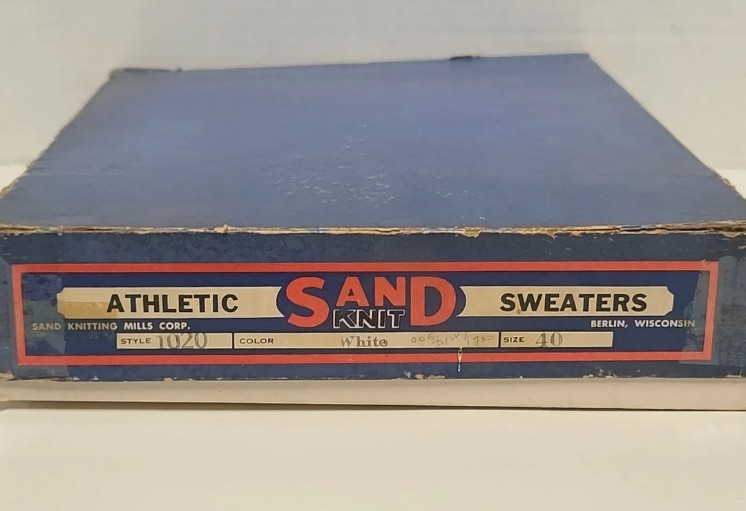 ATHLETIC SAND KNIT SWEATERS
SAND KNITTING MILLS CORP. BERLIN, WISCONSIN
STYLE 1020 COLOR White SIZE 40